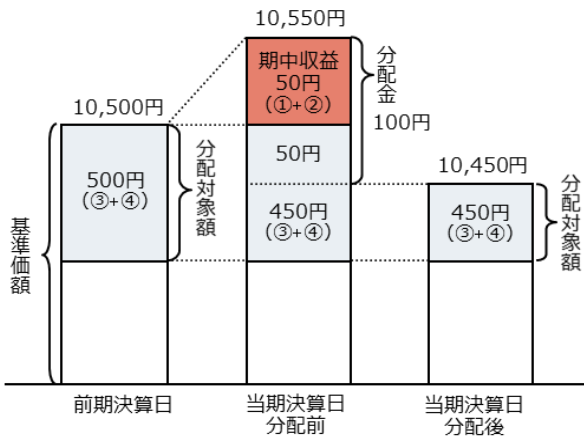 10,550円
期中収益
50円
(①+②)
分配金
100円
10,500円
500円
(③+④)
分配対象額
50円
450円
(③+④)
10,450円
450円
(③+④)
分配対象額
基準価額
前期決算日
当期決算日
分配前
当期決算日
分配後